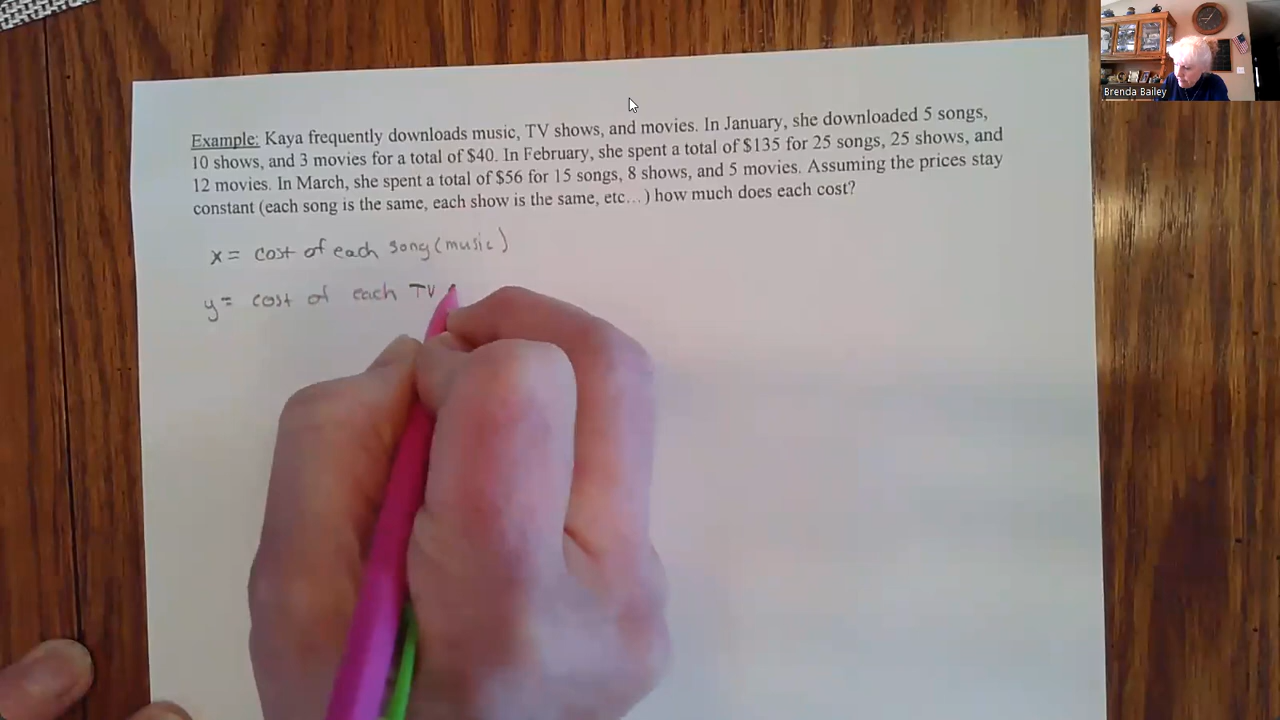 Example: Kaya frequently downloads music, TV shows, and movies. In January, she downloaded 5 songs,
10 shows, and 3 movies for a total of $40. In February, she spent a total of $135 for 25 songs, 25 shows, and
12 movies. In March, she spent a total of $56 for 15 songs, 8 shows, and 5 movies. Assuming the prices stay
constant (each song is the same, each show is the same, etc…) how much does each cost?
x = cost of each song (music)
y = cost of each TV
Brenda Bailey